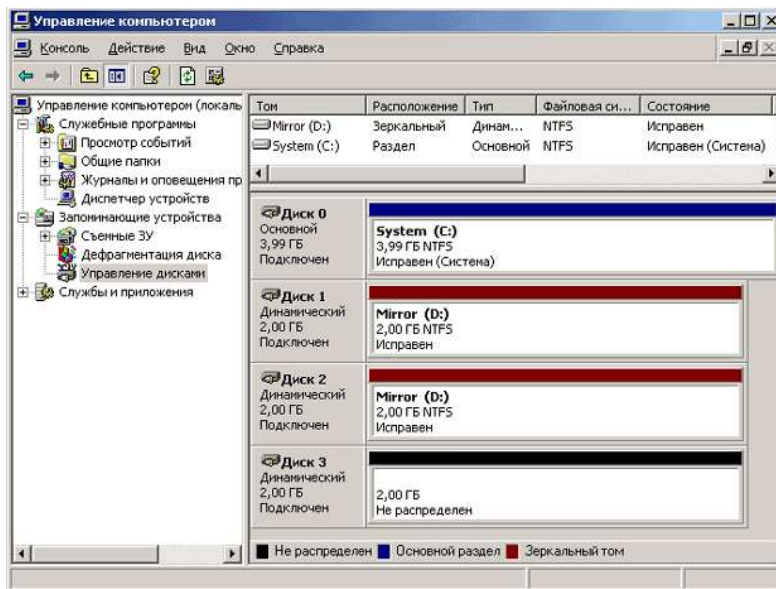 Управление компьютером
Консоль Действие Вид Окно Справка
Управление компьютером (локаль
Служебные программы
Просмотр событий
Общие папки
Журналы и оповещения пр
Диспетчер устройств
Запоминающие устройства
Съемные ЗУ
Дефрагментация диска
Управление дисками
Службы и приложения
Том Расположение Тип Файловая си... Состояние
Mirror (D:) Зеркальный Динам... NTFS Исправен
System (C:) Раздел Основной NTFS Исправен (Система)
Диск 0
Основной
3,99 ГБ
Подключен
System (C:)
3,99 ГБ NTFS
Исправен (Система)
Диск 1
Динамический
2,00 ГБ
Подключен
Mirror (D:)
2,00 ГБ NTFS
Исправен
Диск 2
Динамический
2,00 ГБ
Подключен
Mirror (D:)
2,00 ГБ NTFS
Исправен
Диск 3
Динамический
2,00 ГБ
Подключен
2,00 ГБ
Не распределен
Не распределен Основной раздел Зеркальный том